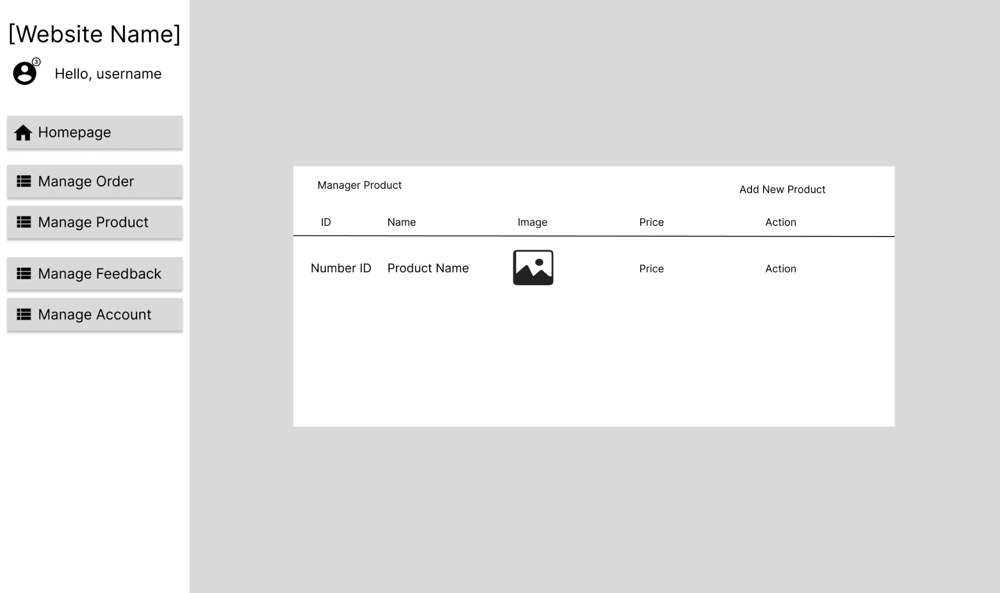 [Website Name]
3
Hello, username
Homepage
Manage Order
Manage Product
Manage Feedback
Manage Account
Manager Product
Add New Product
ID Name Image Price Action
Number ID Product Name Price Action